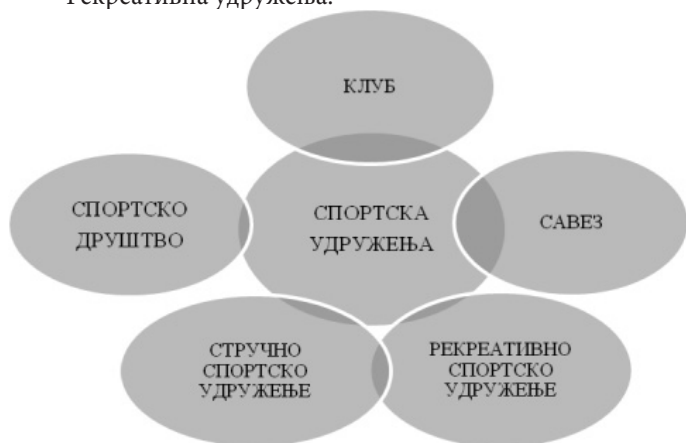 Рекреативна удружења.
КЛУБ
СПОРТСКО
ДРУШТВО
СПОРТСКА
УДРУЖЕЊА
САВЕЗ
СТРУЧНО
СПОРТСКО
УДРУЖЕЊЕ
РЕКРЕАТИВНО
СПОРТСКО
УДРУЖЕЊЕ